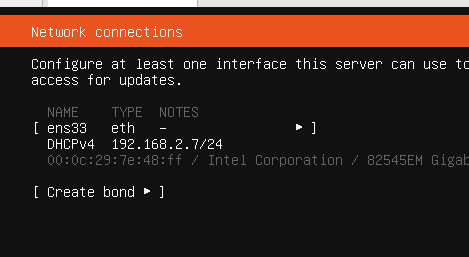 Network connections
Configure at least one interface this server can use to
access for updates.
NAME TYPE NOTES
[ ens33 eth – ▸ ]
DHCPv4 192.168.2.7/24
00:0c:29:7e:48:ff / Intel Corporation / 82545EM Gigab
[ Create bond ▸ ]